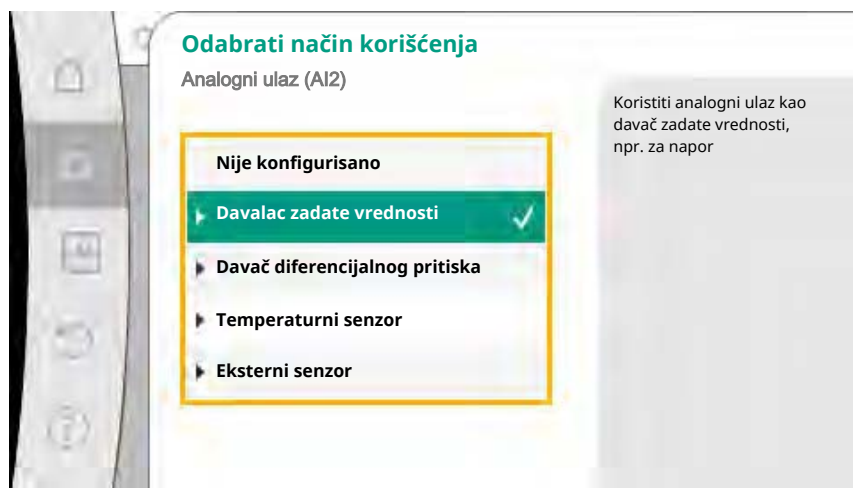 Odabrati način korišćenja
Analogni ulaz (AI2)
Koristiti analogni ulaz kao
davač zadate vrednosti,
npr. za napor
Nije konfigurisano
Davalac zadate vrednosti
Davač diferencijalnog pritiska
Temperaturni senzor
Eksterni senzor